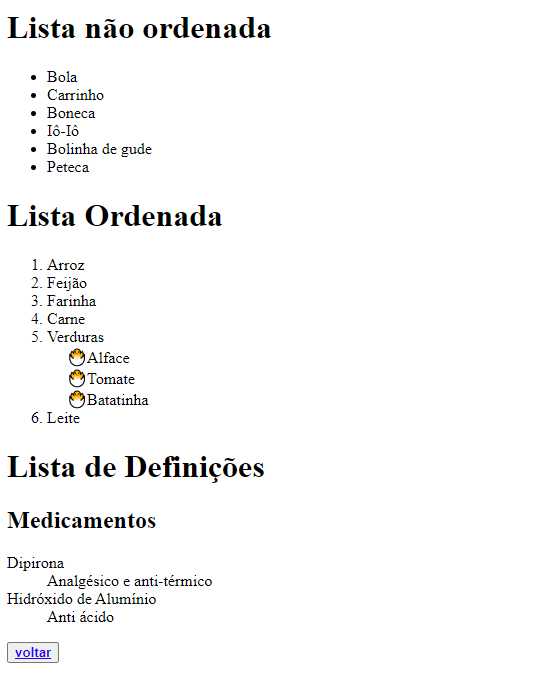 Lista não ordenada
Bola
Carrinho
Boneca
Iô-Iô
Bolinha de gude
Peteca
Lista Ordenada
1. Arroz
2. Feijão
3. Farinha
4. Carne
5. Verduras
Alface
Tomate
Batatinha
6. Leite
Lista de Definições
Medicamentos
Dipirona
Analgésico e anti-térmico
Hidróxido de Alumínio
Anti ácido
voltar